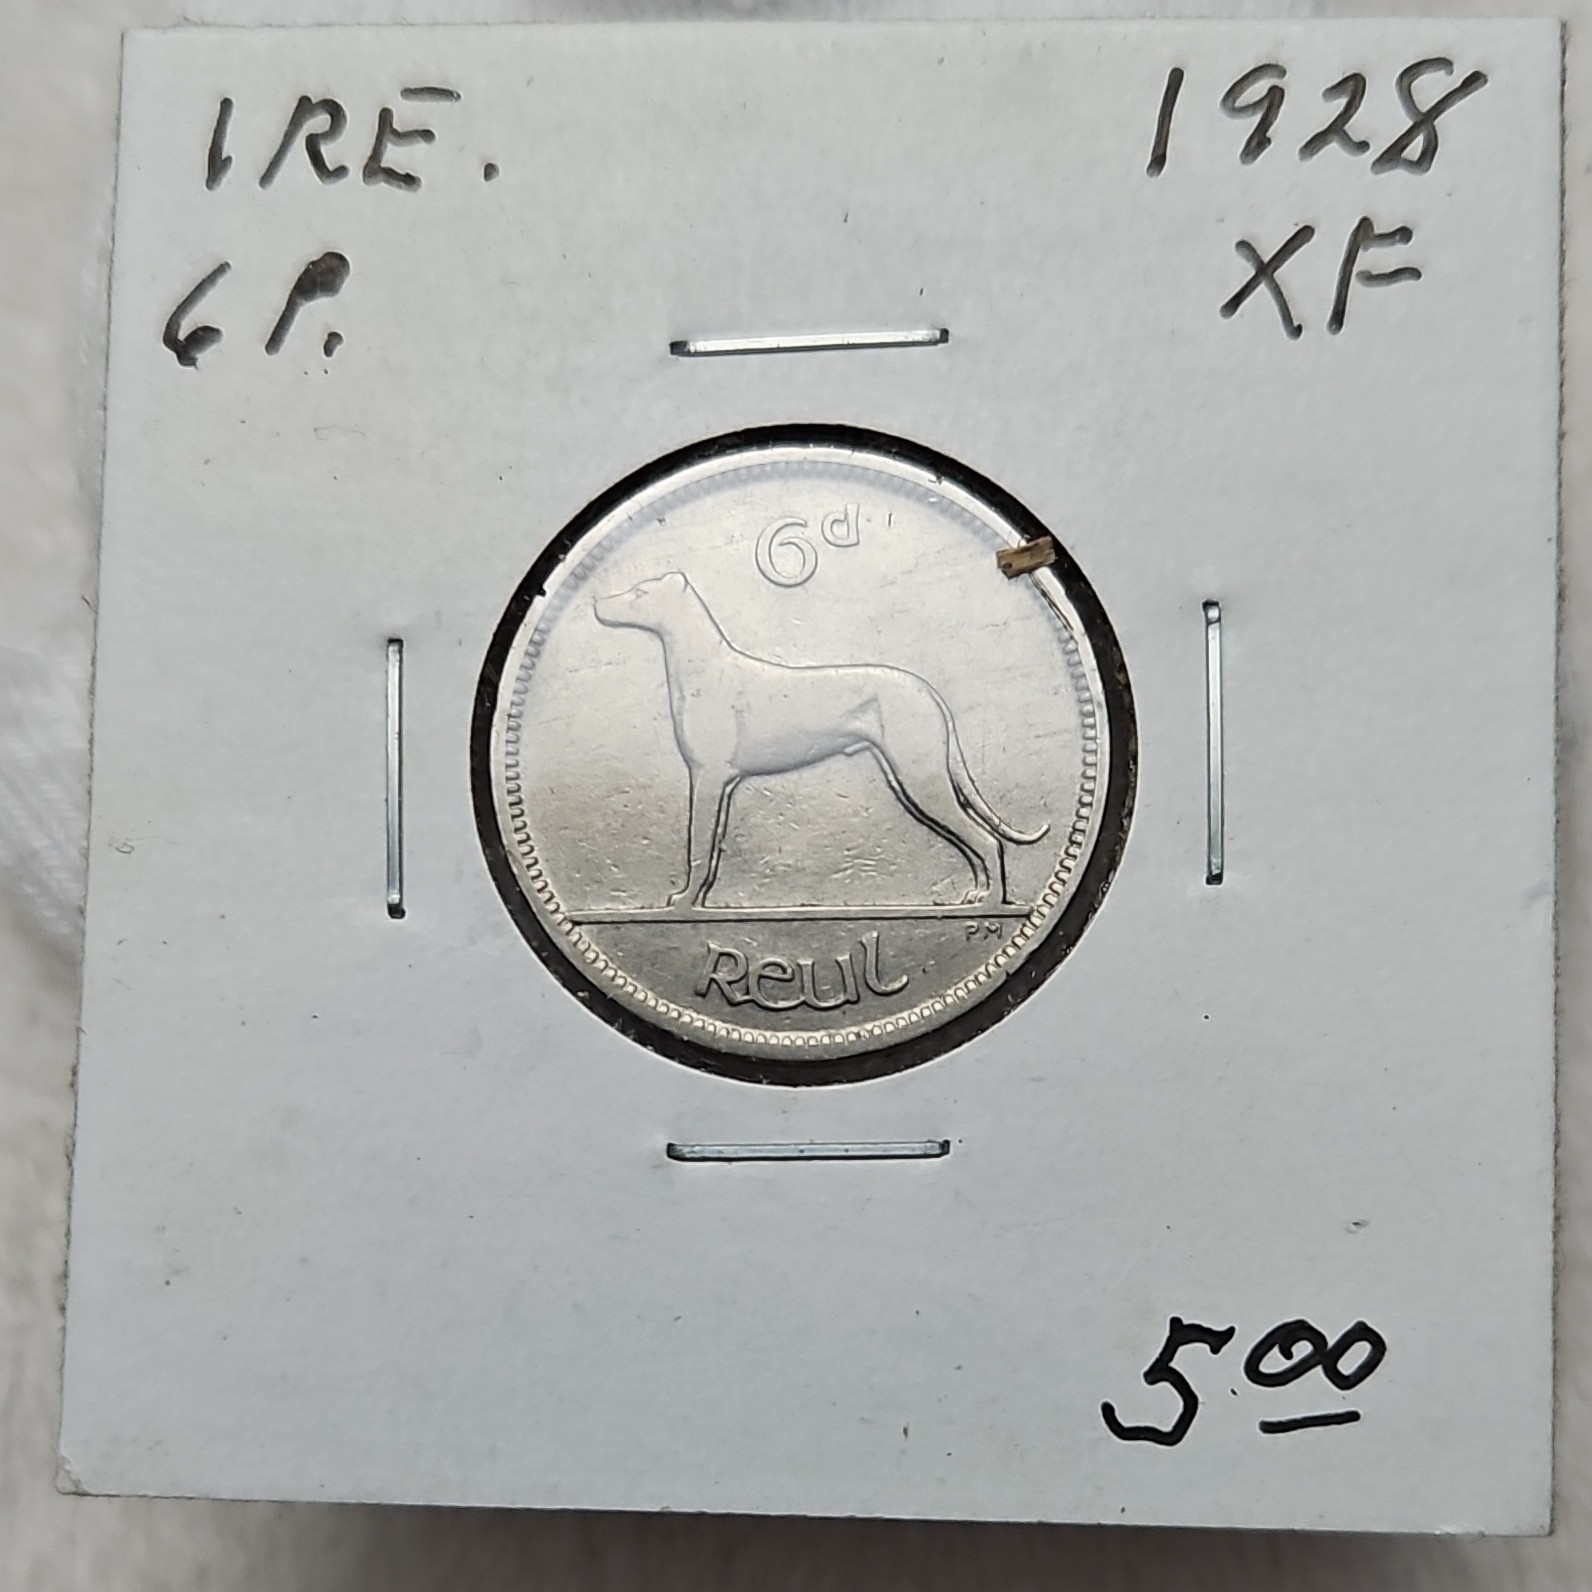 IRE. 1928
6P. XF
6d
PM
Reul
5.00